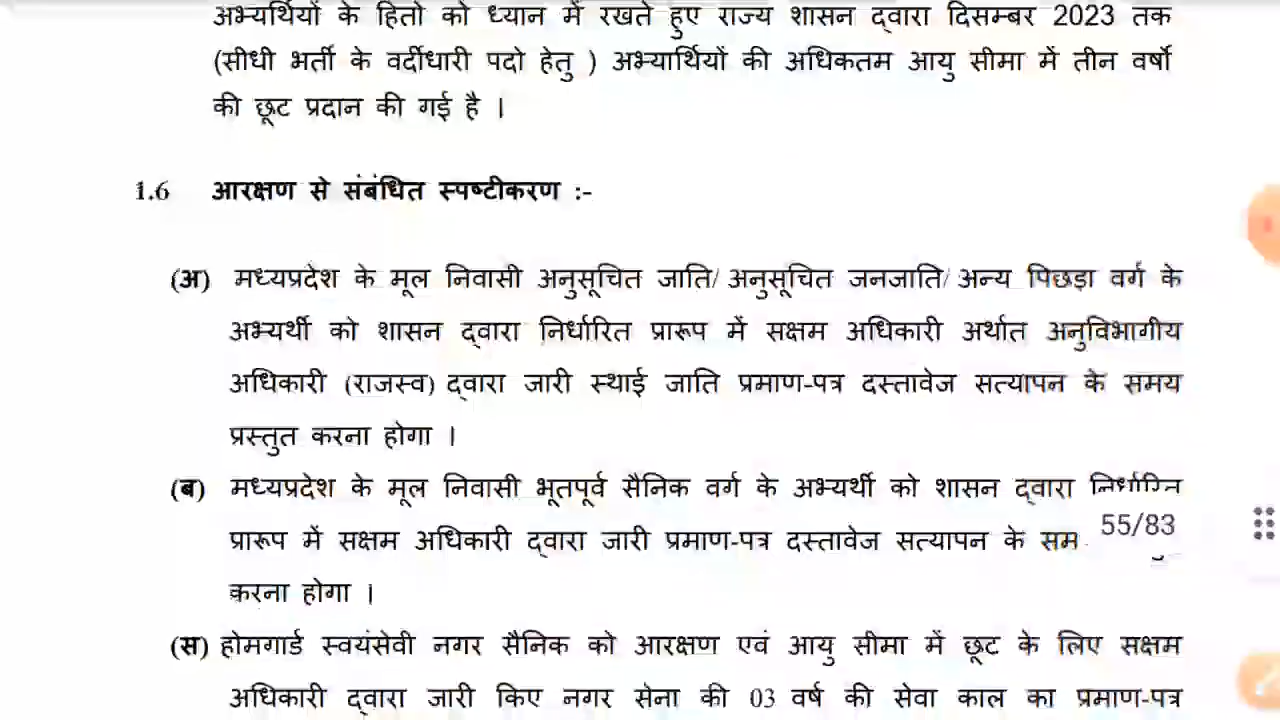 अभ्यर्थियों के हितो को ध्यान में रखते हुए राज्य शासन द्वारा दिसम्बर 2023 तक
(सीधी भर्ती के वर्दीधारी पदो हेतु ) अभ्यार्थियों की अधिकतम आयु सीमा में तीन वर्षो
की छूट प्रदान की गई है ।
1.6 आरक्षण से संबंधित स्पष्टीकरण :-
(अ) मध्यप्रदेश के मूल निवासी अनुसूचित जाति/ अनुसूचित जनजाति/ अन्य पिछड़ा वर्ग के
अभ्यर्थी को शासन द्वारा निर्धारित प्रारूप में सक्षम अधिकारी अर्थात अनुविभागीय
अधिकारी (राजस्व) द्वारा जारी स्थाई जाति प्रमाण-पत्र दस्तावेज सत्यापन के समय
प्रस्तुत करना होगा ।
(ब) मध्यप्रदेश के मूल निवासी भूतपूर्व सैनिक वर्ग के अभ्यर्थी को शासन द्वारा निर्धारित
प्रारूप में सक्षम अधिकारी द्वारा जारी प्रमाण-पत्र दस्तावेज सत्यापन के सम
55/83
करना होगा ।
(स) होमगार्ड स्वयंसेवी नगर सैनिक को आरक्षण एवं आयु सीमा में छूट के लिए सक्षम
अधिकारी द्वारा जारी किए नगर सेना की 03 वर्ष की सेवा काल का प्रमाण-पत्र